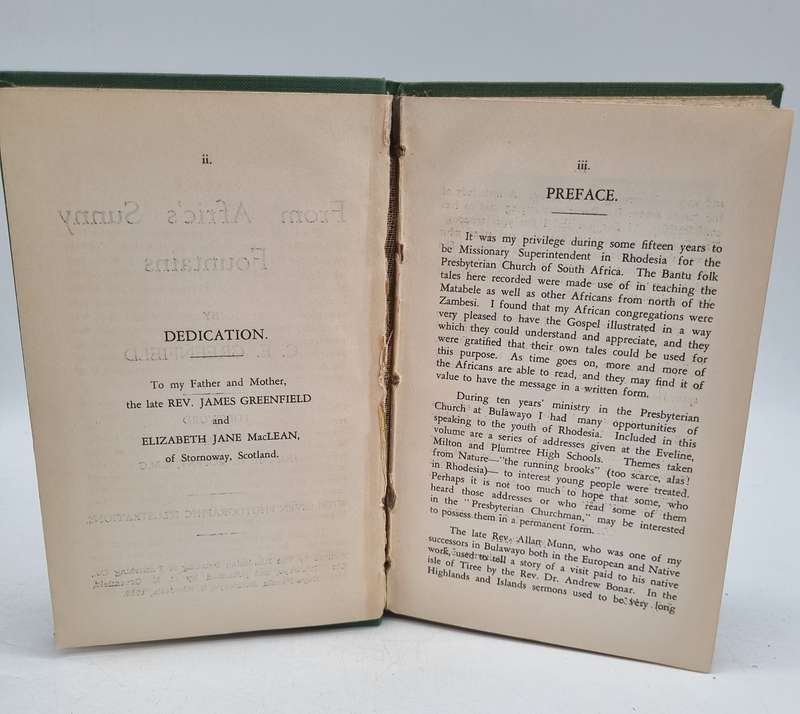 ii.
DEDICATION.
To my Father and Mother,
the late REV. JAMES GREENFIELD
and
ELIZABETH JANE MacLEAN,
of Stornoway, Scotland.
iii.
PREFACE.
It was my privilege during some fifteen years to
be Missionary Superintendent in Rhodesia for the
Presbyterian Church of South Africa. The Bantu folk
tales here recorded were made use of in teaching the
Matabele as well as other Africans from north of the
Zambesi. I found that my African congregations were
very pleased to have the Gospel illustrated in a way
which they could understand and appreciate, and they
were gratified that their own tales could be used for
this purpose. As time goes on, more and more of
the Africans are able to read, and they may find it of
value to have the message in a written form.
During ten years' ministry in the Presbyterian
Church at Bulawayo I had many opportunities of
speaking to the youth of Rhodesia. Included in this
volume are a series of addresses given at the Eveline,
Milton and Plumtree High Schools. Themes taken
from Nature—"the running brooks" (too scarce, alas!
in Rhodesia)— to interest young people were treated.
Perhaps it is not too much to hope that some, who
heard those addresses or who read some of them
in the "Presbyterian Churchman," may be interested
to possess them in a permanent form.
The late Rev. Allan Munn, who was one of my
successors in Bulawayo both in the European and Native
work, used to tell a story of a visit paid to his native
isle of Tiree by the Rev. Dr. Andrew Bonar. In the
Highlands and Islands sermons used to be very long